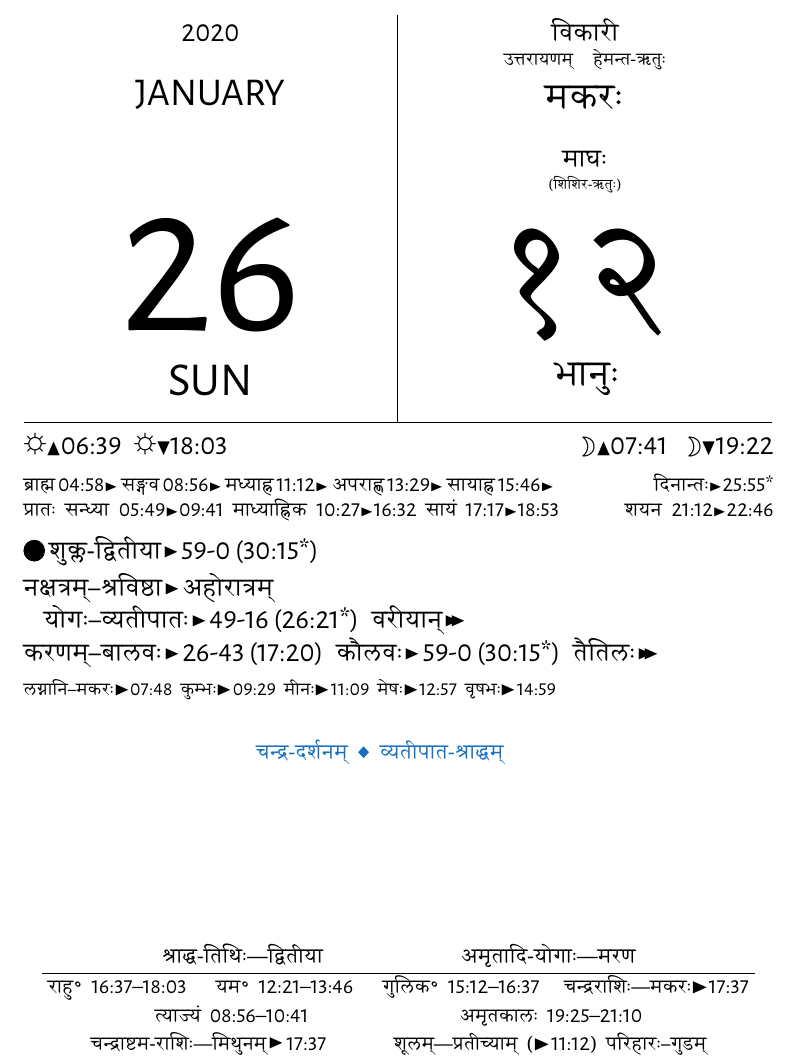 2020
JANUARY
26
SUN
विकारी
उत्तरायणम् हेमन्त-ऋतुः
मकरः
माघः
(शिशिर-ऋतुः)
१२
भानुः
☼▲06:39 ☼▼18:03 ☽▲07:41 ☽▼19:22
ब्राह्म 04:58► सङ्गव 08:56► मध्याह्न 11:12► अपराह्ण 13:29► सायाह्न 15:46► दिनान्तः►25:55*
प्रातः सन्ध्या 05:49►09:41 माध्याह्निक 10:27►16:32 सायं 17:17►18:53 शयन 21:12►22:46
●शुक्ल-द्वितीया►59-0 (30:15*)
नक्षत्रम्–श्रविष्ठा► अहोरात्रम्
योगः–व्यतीपातः►49-16 (26:21*) वरीयान्►►
करणम्–बालवः►26-43 (17:20) कौलवः►59-0 (30:15*) तैतिलः►►
लग्नानि–मकरः►07:48 कुम्भः►09:29 मीनः►11:09 मेषः►12:57 वृषभः►14:59
चन्द्र-दर्शनम् ◆ व्यतीपात-श्राद्धम्
श्राद्ध-तिथिः—द्वितीया अमृतादि-योगाः—मरण
राहु° 16:37–18:03 यम° 12:21–13:46 गुलिक° 15:12–16:37 चन्द्रराशिः—मकरः►17:37
त्याज्यं 08:56–10:41 अमृतकालः 19:25–21:10
चन्द्राष्टम-राशिः—मिथुनम्►17:37 शूलम्—प्रतीच्याम् (►11:12) परिहारः–गुडम्